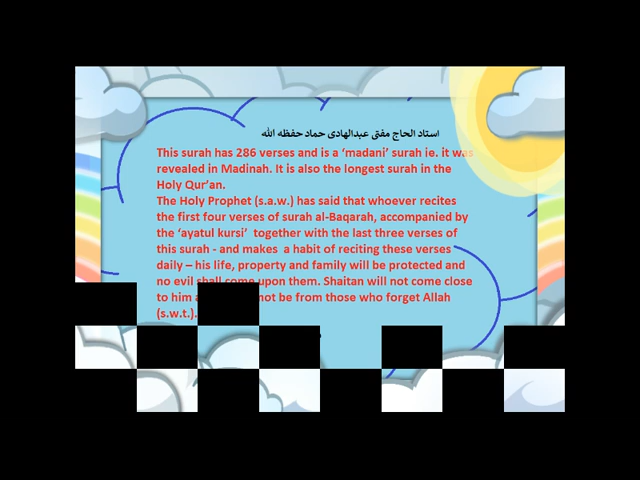 استاد الحاج مفتی عبدالهادی حماد حفظه الله
This surah has 286 verses and is a ‘madani’ surah ie. it was
revealed in Madinah. It is also the longest surah in the
Holy Qur’an.
The Holy Prophet (s.a.w.) has said that whoever recites
the first four verses of surah al-Baqarah, accompanied by
the ‘ayatul kursi’ together with the last three verses of
this surah - and makes a habit of reciting these verses
daily – his life, property and family will be protected and
no evil shall come upon them. Shaitan will not come close
to him not be from those who forget Allah
(s.w.t.).